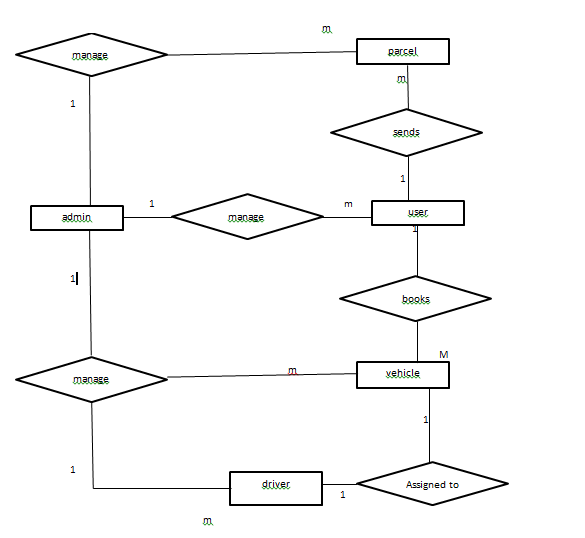 m
manage
parcel
m
1
sends
1
1
m
admin
manage
user
1
1
books
M
m
vehicle
manage
1
1
driver
Assigned to
1
m